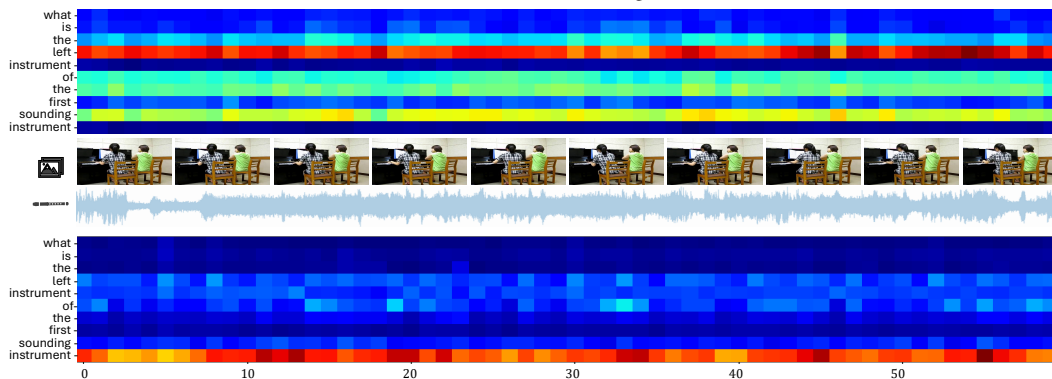 what
is
the
left
instrument
of
the
first
sounding
instrument
what
is
the
left
instrument
of
the
first
sounding
instrument
0 10 20 30 40 50